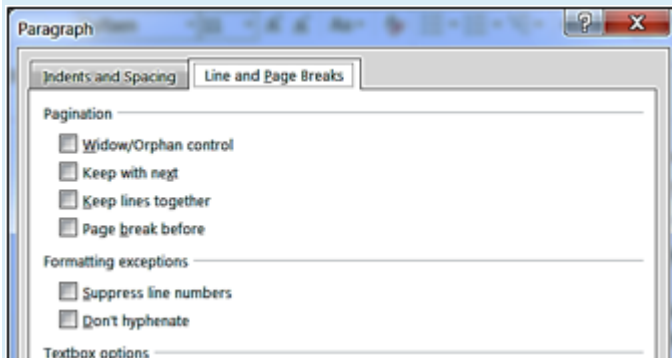 Paragraph
Indents and Spacing Line and Page Breaks
Pagination
Widow/Orphan control
Keep with next
Keep lines together
Page break before
Formatting exceptions
Suppress line numbers
Don't hyphenate
Textbox options